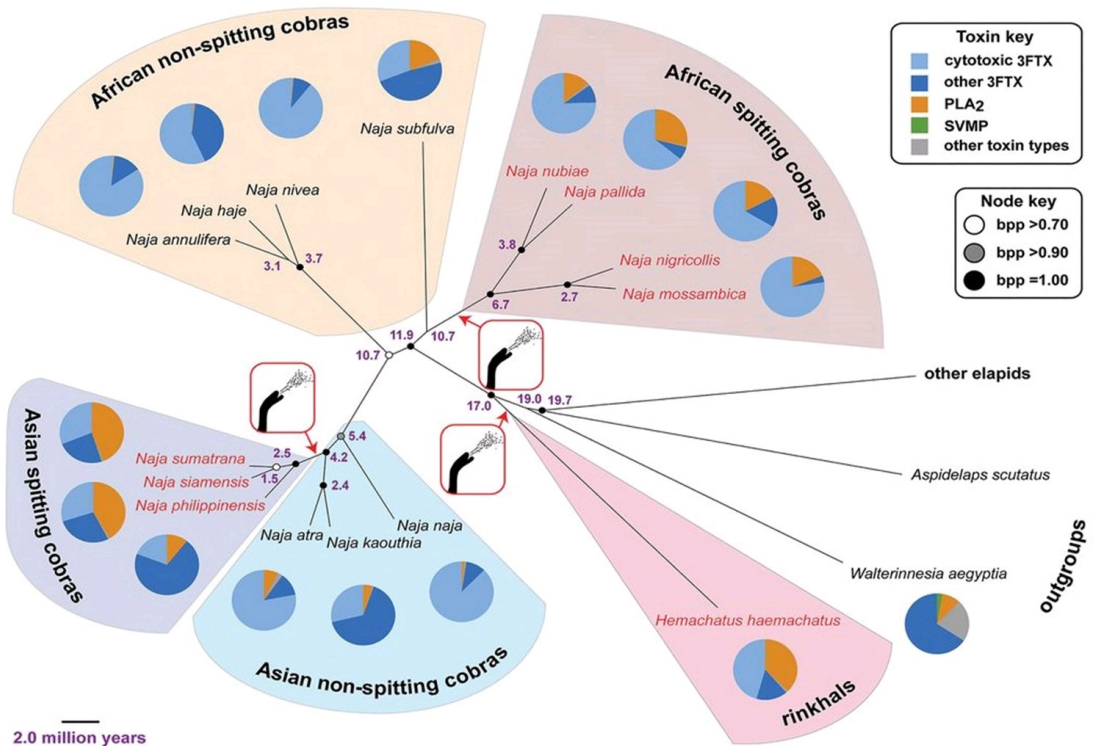 African non-spitting cobras
Naja subfulva
Naja nivea
Naja haje
Naja annulifera
3.1
3.7
African spitting cobras
Naja nubiae
Naja pallida
3.8
Naja nigricollis
Naja mossambica
6.7
2.7
Toxin key
cytotoxic 3FTX
other 3FTX
PLA2
SVMP
other toxin types
Node key
bpp >0.70
bpp >0.90
bpp =1.00
10.7
11.9
10.7
17.0
19.0
19.7
other elapids
Aspidelaps scutatus
Walterinnesia aegyptia
outgroups
Hemachatus haemachatus
rinkhals
Asian spitting cobras
Naja sumatrana
Naja siamensis
Naja philippinensis
2.5
1.5
5.4
4.2
2.4
Naja atra
Naja kaouthia
Naja naja
Asian non-spitting cobras
2.0 million years